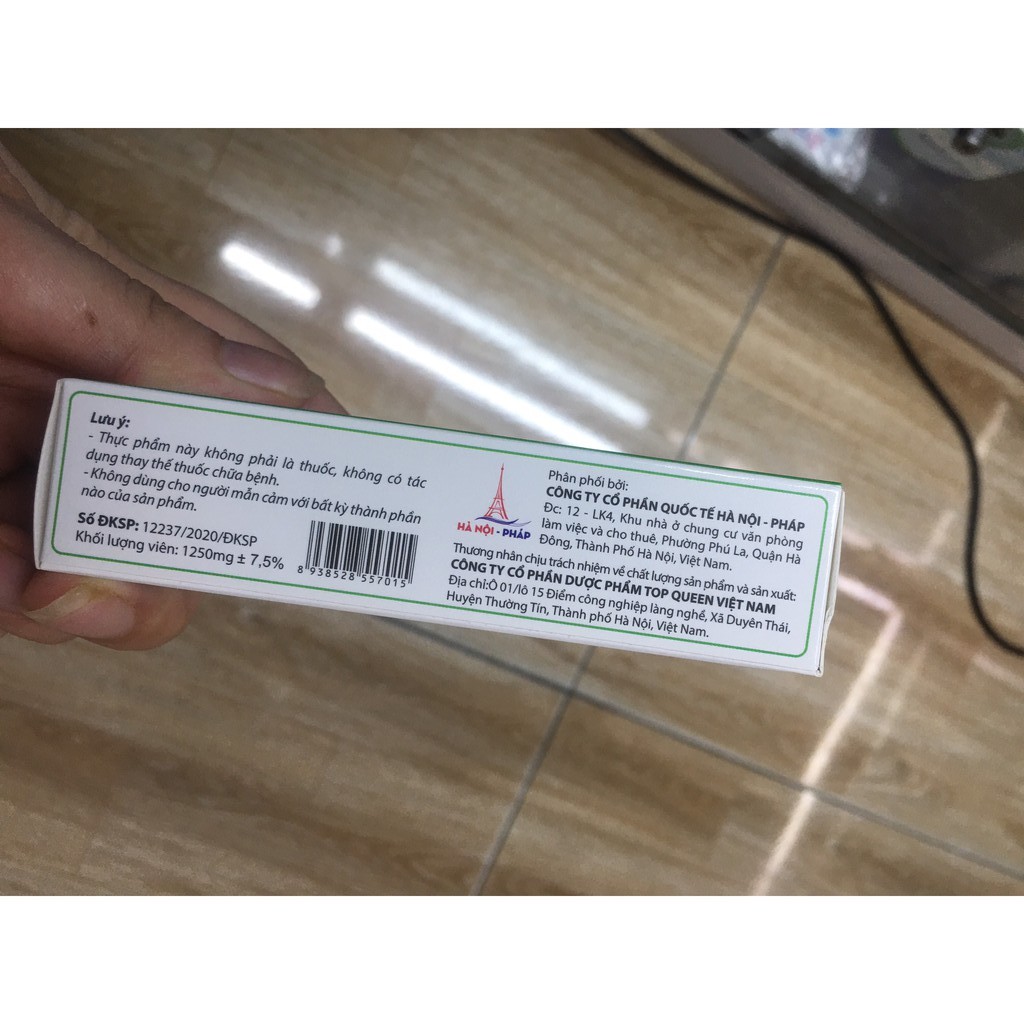 Lưu ý:
- Thực phẩm này không phải là thuốc, không có tác
dụng thay thế thuốc chữa bệnh.
- Không dùng cho người mẫn cảm với bất kỳ thành phần
nào của sản phẩm.
Số ĐKSP: 12237/2020/ĐKSP
Khối lượng viên: 1250mg ± 7,5%
8 938528 557015
HÀ NỘI - PHÁP
Phân phối bởi:
CÔNG TY CỔ PHẦN QUỐC TẾ HÀ NỘI - PHÁP
Đc: 12 - LK4, Khu nhà ở chung cư văn phòng
làm việc và cho thuê, Phường Phú La, Quận Hà
Đông, Thành Phố Hà Nội, Việt Nam.
Thương nhân chịu trách nhiệm về chất lượng sản phẩm và sản xuất:
CÔNG TY CỔ PHẦN DƯỢC PHẨM TOP QUEEN VIỆT NAM
Địa chỉ:Ô 01/lô 15 Điểm công nghiệp làng nghề, Xã Duyên Thái,
Huyện Thường Tín, Thành phố Hà Nội, Việt Nam.